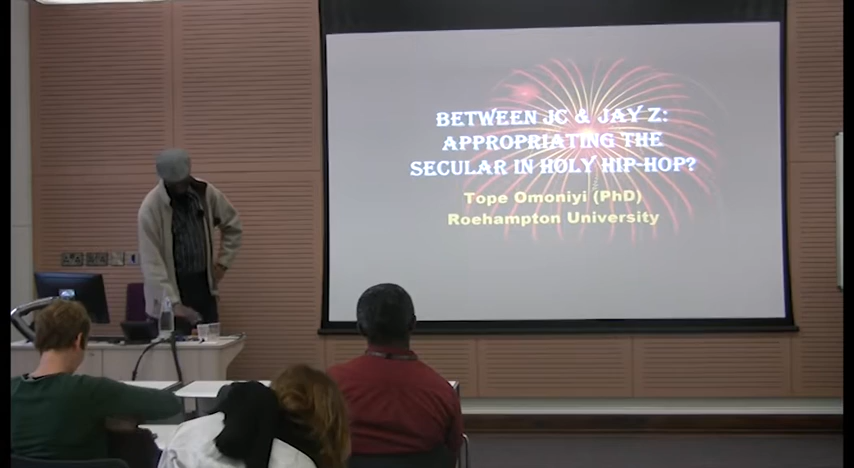 BETWEEN JC & JAY Z:
APPROPRIATING THE
SECULAR IN HOLY HIP-HOP?
Tope Omoniyi (PhD)
Roehampton University